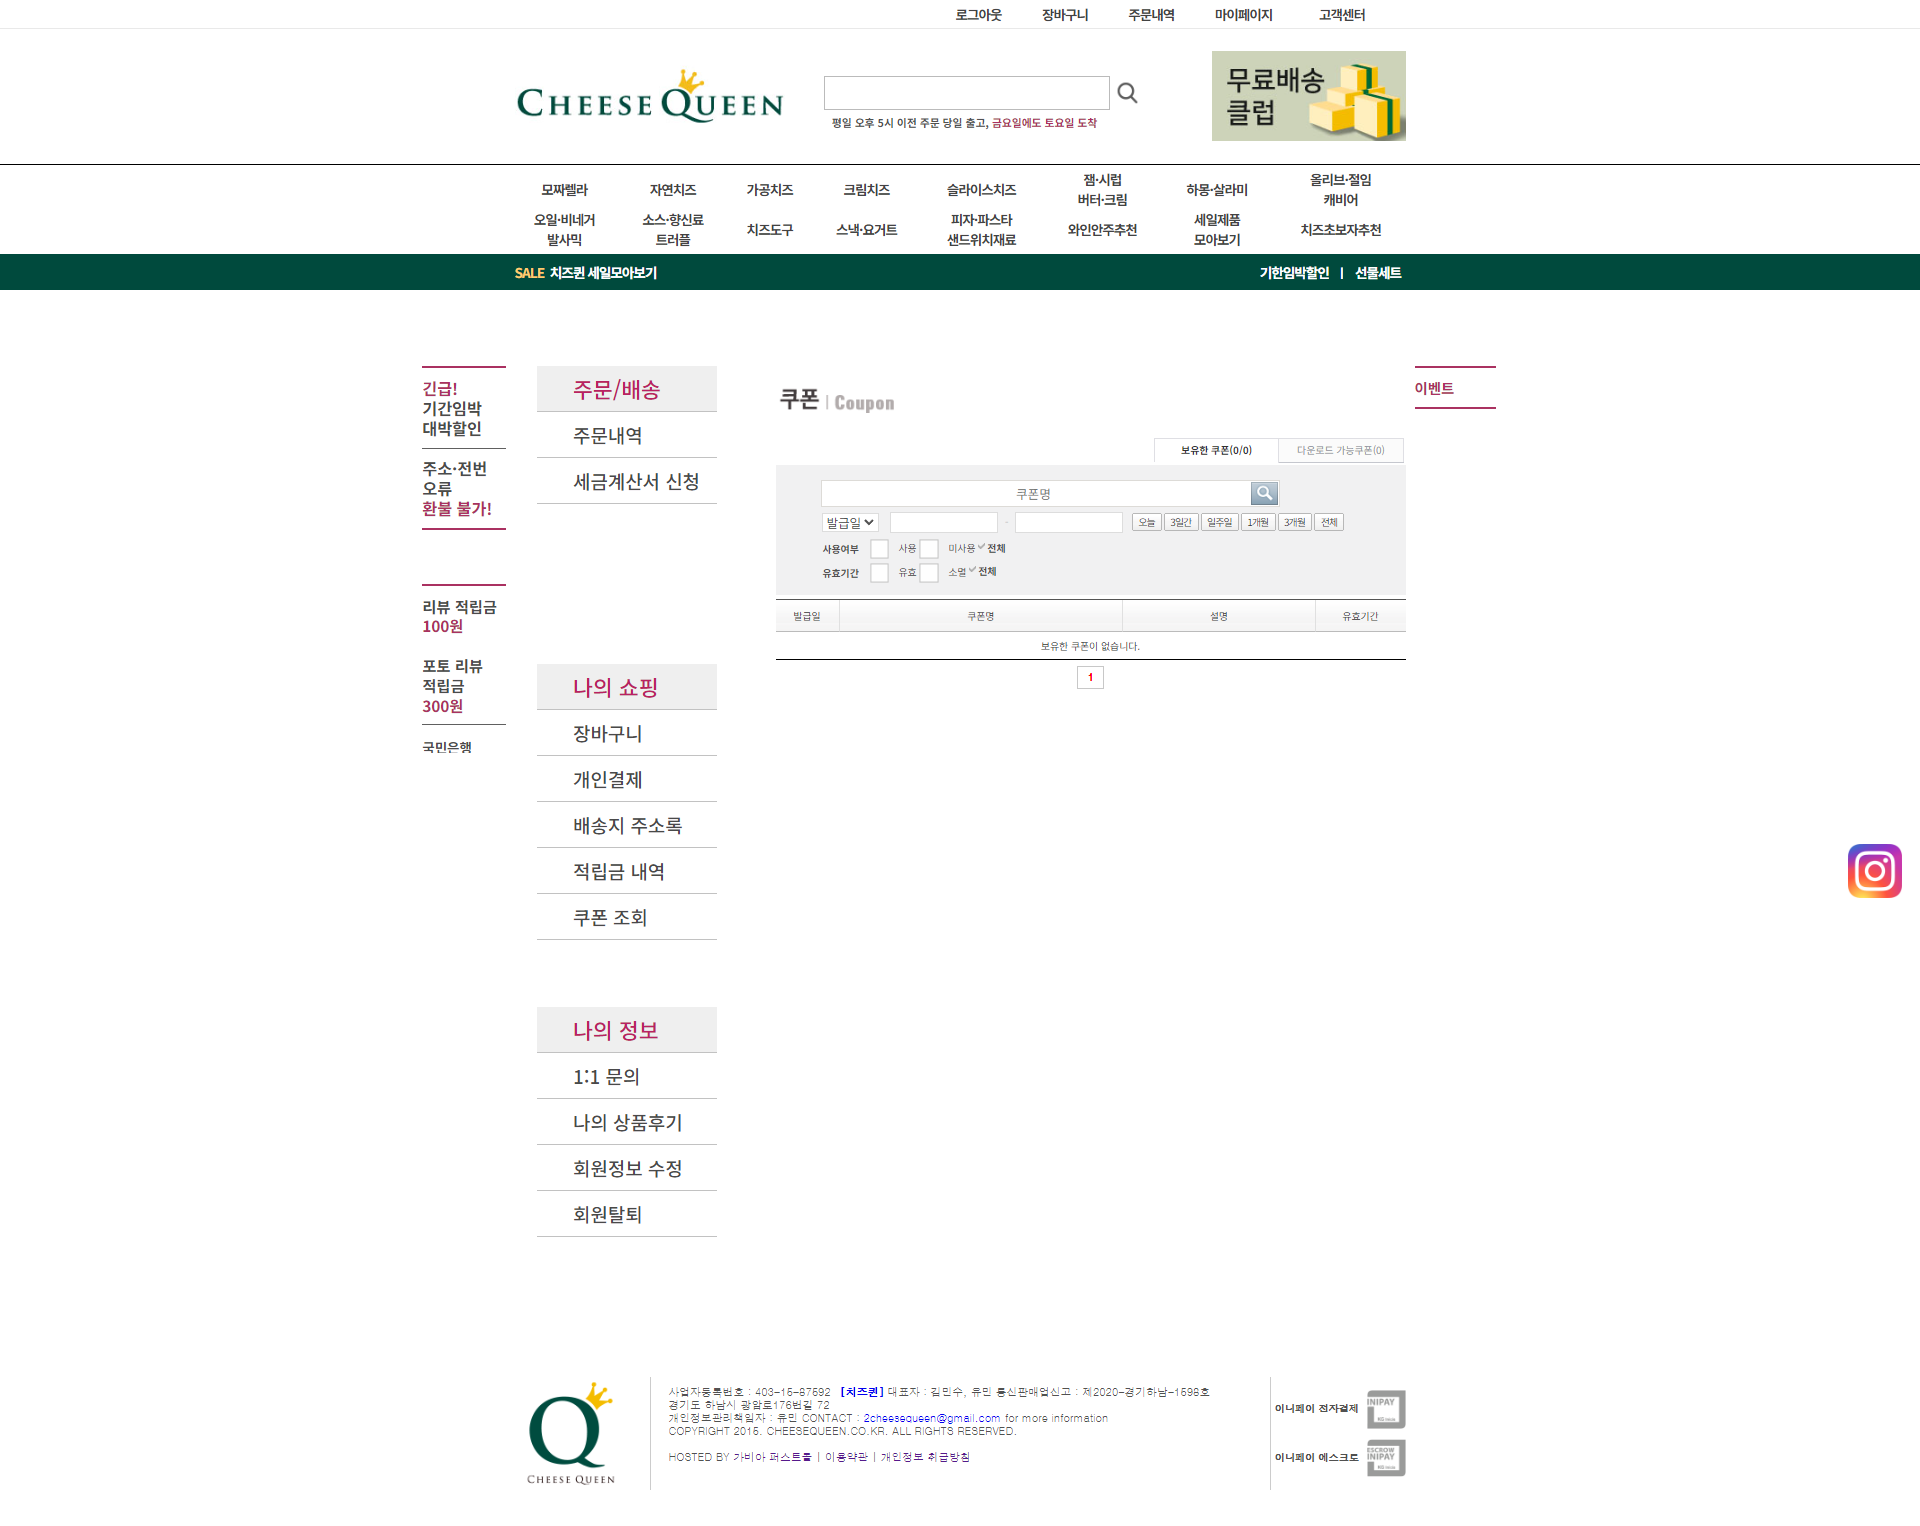 로그아웃 장바구니 주문내역 마이페이지 고객센터
CHEESE QUEEN
평일 오후 5시 이전 주문 당일 출고, 금요일에도 토요일 도착
무료배송
클럽
모짜렐라 자연치즈 가공치즈 크림치즈 슬라이스치즈 잼·시럽 버터·크림 하몽·살라미 올리브·절임 캐비어
오일·비네거 발사믹 소스·향신료 트러플 치즈도구 스낵·요거트 피자·파스타 샌드위치재료 와인안주추천 세일제품 모아보기 치즈초보자추천
SALE 치즈퀸 세일모아보기 기한임박할인 | 선물세트
긴급!
기간임박
대박할인
주소·전번
오류
환불 불가!
리뷰 적립금
100원
포토 리뷰
적립금
300원
국민은행
주문/배송
주문내역
세금계산서 신청
나의 쇼핑
장바구니
개인결제
배송지 주소록
적립금 내역
쿠폰 조회
나의 정보
1:1 문의
나의 상품후기
회원정보 수정
회원탈퇴
쿠폰 | Coupon
보유한 쿠폰(0/0) 다운로드 가능쿠폰(0)
쿠폰명
발급일 - 오늘 3일간 일주일 1개월 3개월 전체
사용여부 사용 미사용 전체
유효기간 유효 소멸 전체
발급일 쿠폰명 설명 유효기간
보유한 쿠폰이 없습니다.
1
이벤트
CHEESE QUEEN
사업자등록번호 : 403-15-87592 [치즈퀸] 대표자 : 김민수, 유민 통신판매업신고 : 제2020-경기하남-1598호
경기도 하남시 광암로176번길 72
개인정보관리책임자 : 유민 CONTACT : 2cheesequeen@gmail.com for more information
COPYRIGHT 2015. CHEESEQUEEN.CO.KR. ALL RIGHTS RESERVED.
HOSTED BY 가비아 퍼스트몰 | 이용약관 | 개인정보 취급방침
이니페이 전자결제 INIPAY
이니페이 에스크로 ESCROW INIPAY